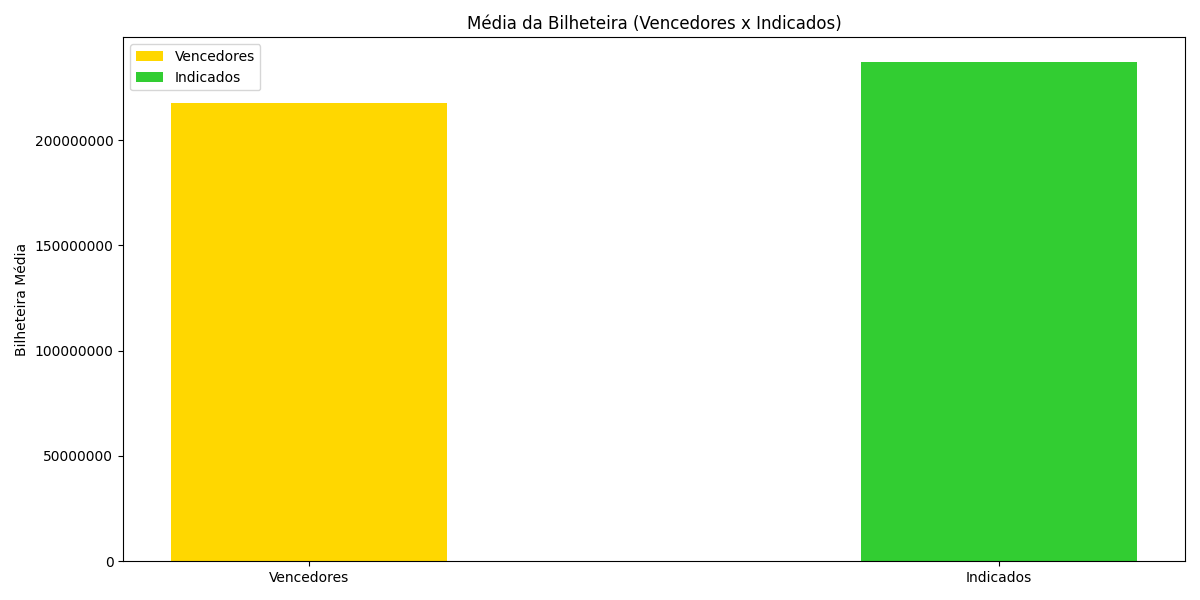 Média da Bilheteira (Vencedores x Indicados)
Vencedores
Indicados
Bilheteira Média
200000000
150000000
100000000
50000000
0
Vencedores
Indicados